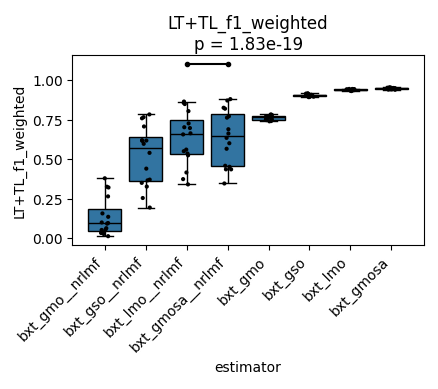 LT+TL_f1_weighted
p = 1.83e-19
LT+TL_f1_weighted
1.00
0.75
0.50
0.25
0.00
bxt_gmo__nrlmf
bxt_gso__nrlmf
bxt_lmo__nrlmf
bxt_gmosa__nrlmf
bxt_gmo
bxt_gso
bxt_lmo
bxt_gmosa
estimator